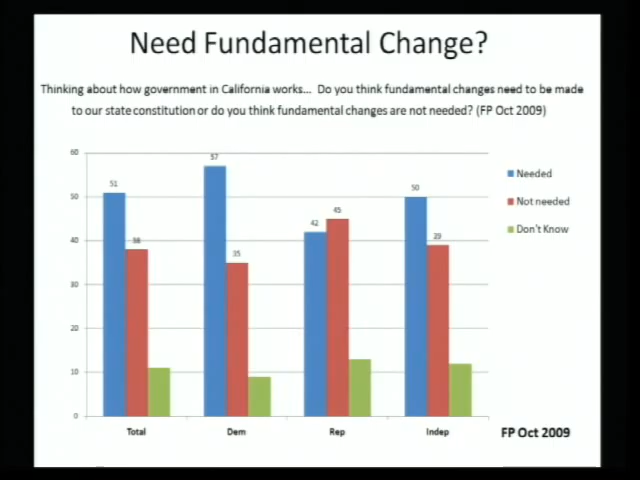 Need Fundamental Change?
Thinking about how government in California works... Do you think fundamental changes need to be made
to our state constitution or do you think fundamental changes are not needed? (FP Oct 2009)
60
50
40
30
20
10
0
51
38
57
35
42
45
50
39
Needed
Not needed
Don't Know
Total
Dem
Rep
Indep
FP Oct 2009